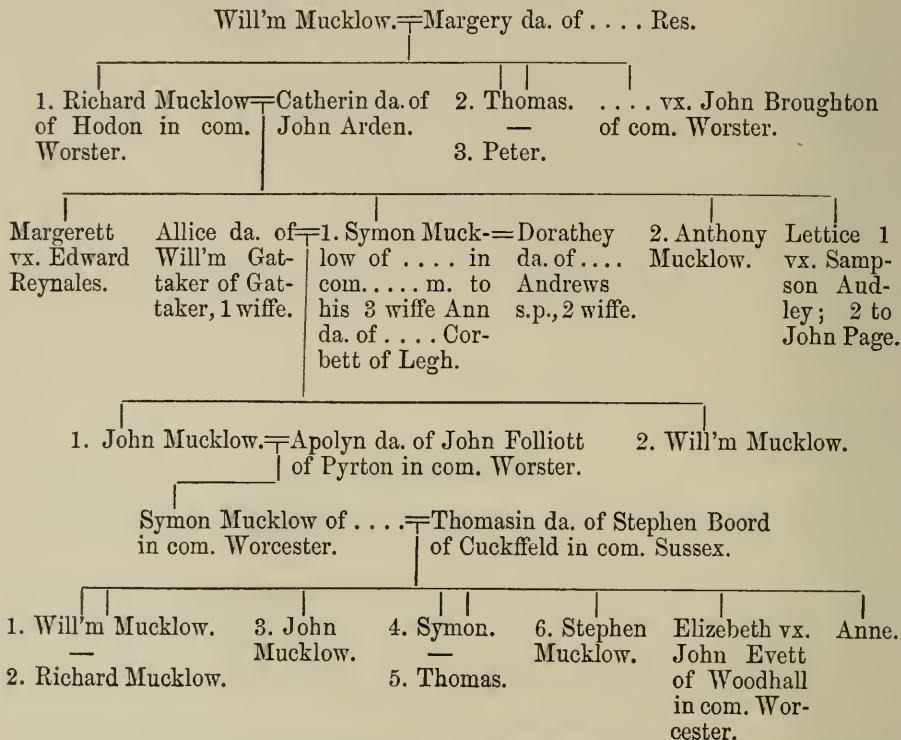 Will'm Mucklow.=Margery da. of . . . . Res.
1. Richard Mucklow=Catherin da. of John Arden.
of Hodon in com.
Worster.
2. Thomas.
—
3. Peter.
. . . . vx. John Broughton
of com. Worster.
Margerett
vx. Edward
Reynales.
Allice da. of
Will'm Gat-
taker of Gat-
taker, 1 wiffe.
=1. Symon Muck-
low of . . . . in
com. . . . . m. to
his 3 wiffe Ann
da. of . . . . Cor-
bett of Legh.
=Dorathey
da. of . . . .
Andrews
s.p., 2 wiffe.
2. Anthony
Mucklow.
Lettice 1
vx. Samp-
son Aud-
ley; 2 to
John Page.
1. John Mucklow.=Apolyn da. of John Folliott
of Pyrton in com. Worster.
2. Will'm Mucklow.
Symon Mucklow of . . . .
in com. Worcester.
=Thomasin da. of Stephen Boord
of Cuckffeld in com. Sussex.
1. Will'm Mucklow.
—
2. Richard Mucklow.
3. John
Mucklow.
4. Symon.
—
5. Thomas.
6. Stephen
Mucklow.
Elizebeth vx.
John Evett
of Woodhall
in com. Wor-
cester.
Anne.